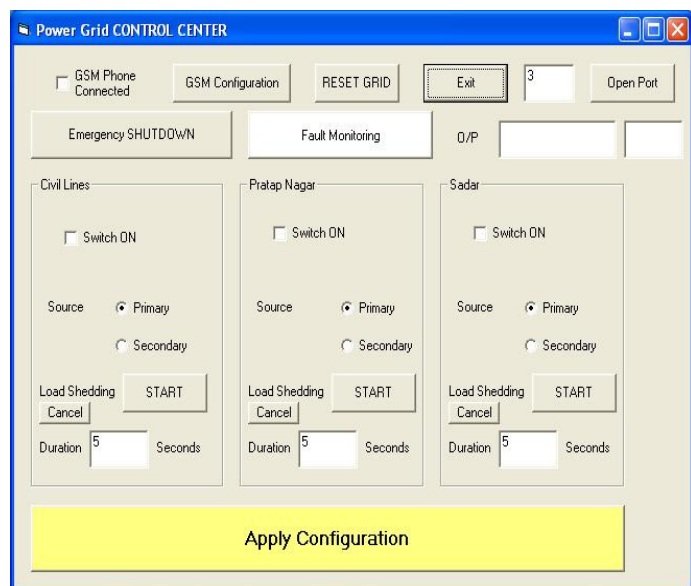 Power Grid CONTROL CENTER
GSM Phone
Connected
GSM Configuration
RESET GRID
Exit
3
Open Port
Emergency SHUTDOWN
Fault Monitoring
O/P
Civil Lines
Switch ON
Source
Primary
Secondary
Load Shedding
START
Cancel
Duration
5
Seconds
Pratap Nagar
Switch ON
Source
Primary
Secondary
Load Shedding
START
Cancel
Duration
5
Seconds
Sadar
Switch ON
Source
Primary
Secondary
Load Shedding
START
Cancel
Duration
5
Seconds
Apply Configuration